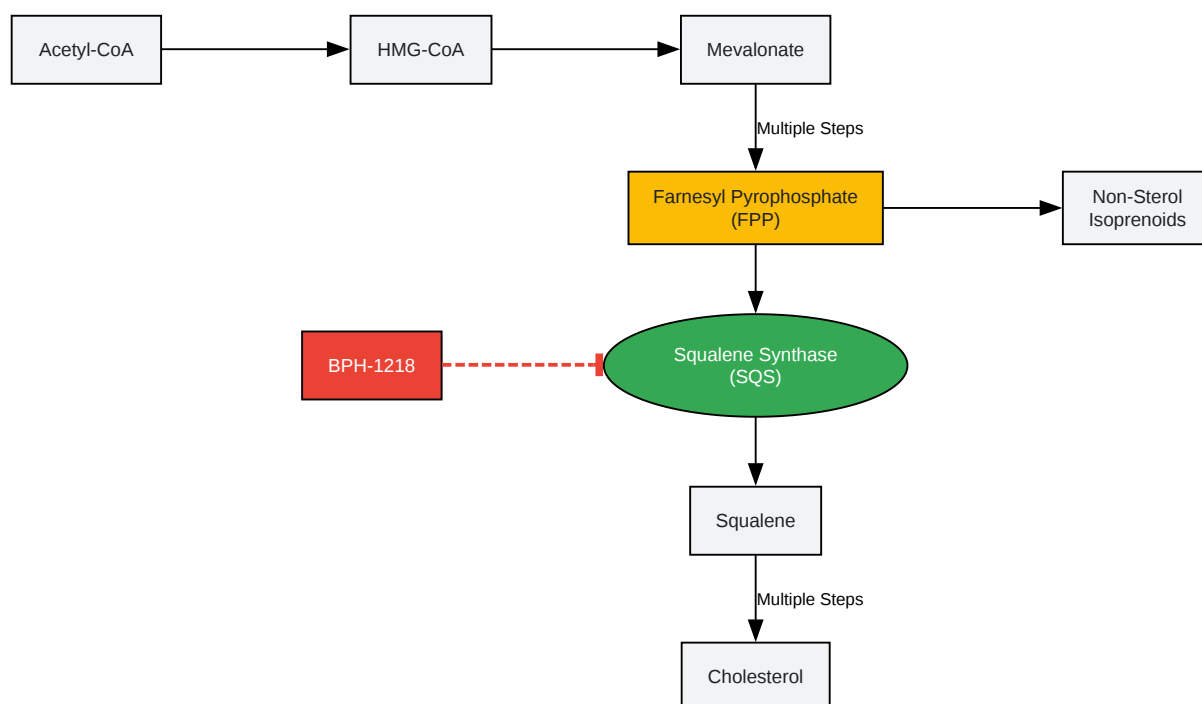 Acetyl-CoA
HMG-CoA
Mevalonate
Multiple Steps
Farnesyl Pyrophosphate
(FPP)
Non-Sterol
Isoprenoids
BPH-1218
Squalene Synthase
(SQS)
Squalene
Multiple Steps
Cholesterol